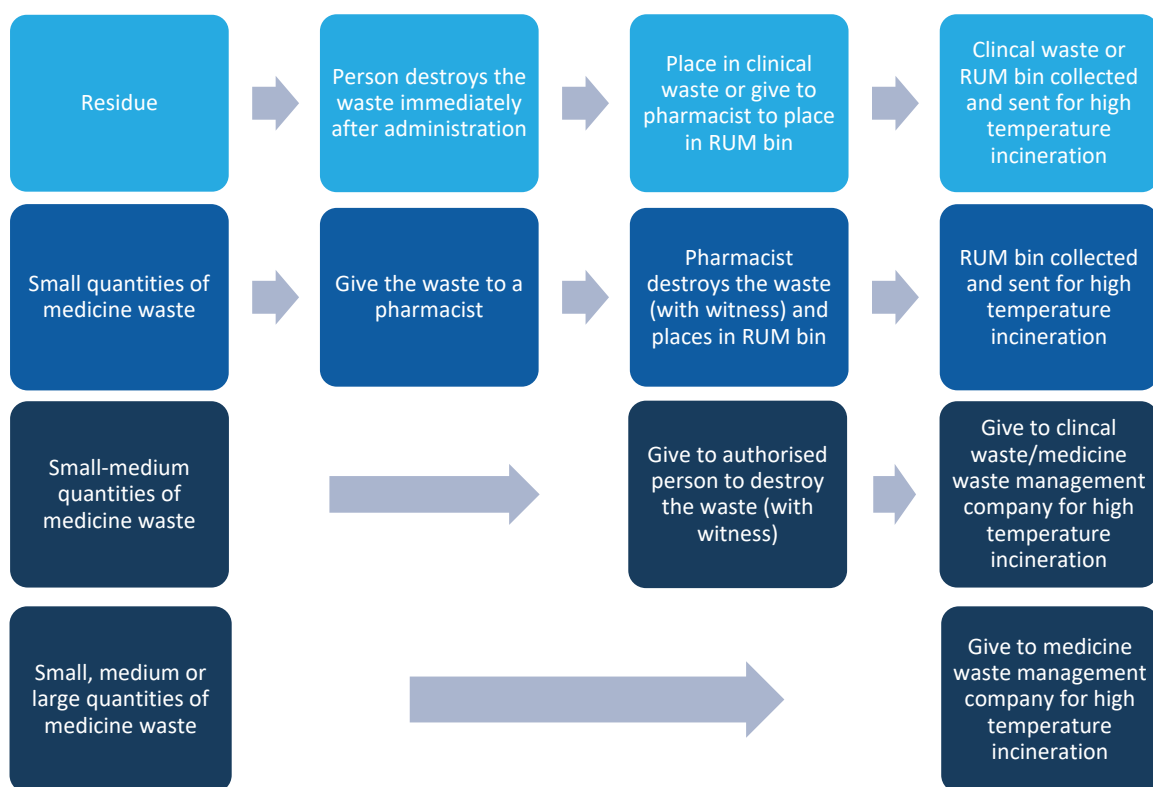 Residue
Person destroys the
waste immediately
after administration
Place in clinical
waste or give to
pharmacist to place
in RUM bin
Clincal waste or
RUM bin collected
and sent for high
temperature
incineration
Small quantities of
medicine waste
Give the waste to a
pharmacist
Pharmacist
destroys the waste
(with witness) and
places in RUM bin
RUM bin collected
and sent for high
temperature
incineration
Small-medium
quantities of
medicine waste
Give to authorised
person to destroy
the waste (with
witness)
Give to clincal
waste/medicine
waste management
company for high
temperature
incineration
Small, medium or
large quantities of
medicine waste
Give to medicine
waste management
company for high
temperature
incineration